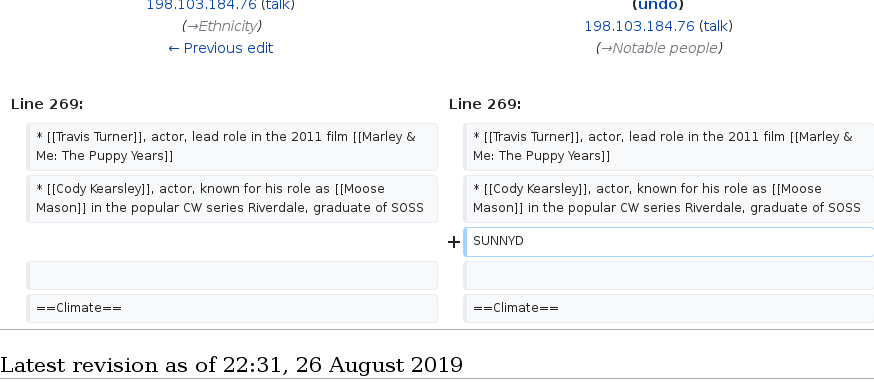 198.103.184.76 (talk)
(→Ethnicity)
← Previous edit
(undo)
198.103.184.76 (talk)
(→Notable people)
Line 269:
Line 269:
* [[Travis Turner]], actor, lead role in the 2011 film [[Marley &
Me: The Puppy Years]]
* [[Travis Turner]], actor, lead role in the 2011 film [[Marley &
Me: The Puppy Years]]
* [[Cody Kearsley]], actor, known for his role as [[Moose
Mason]] in the popular CW series Riverdale, graduate of SOSS
* [[Cody Kearsley]], actor, known for his role as [[Moose
Mason]] in the popular CW series Riverdale, graduate of SOSS
+ SUNNYD
==Climate==
==Climate==
Latest revision as of 22:31, 26 August 2019